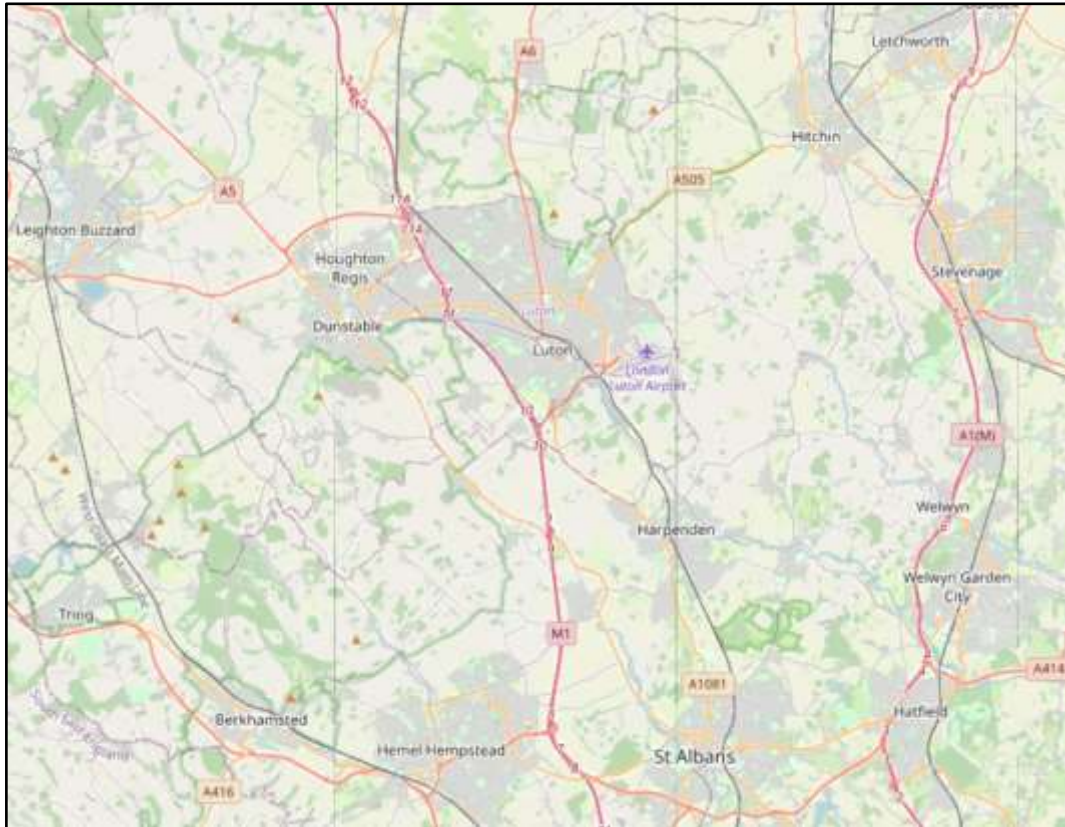 Letchworth
A6
Hitchin
A505
A5
Leighton Buzzard
Houghton
Regis
Stevenage
Dunstable
Luton
Luton
London
Luton Airport
A1(M)
Welwyn
Harpenden
Welwyn Garden
City
Tring
M1
A414
A1081
Hatfield
Berkhamsted
Hemel Hempstead
St Albans
A416